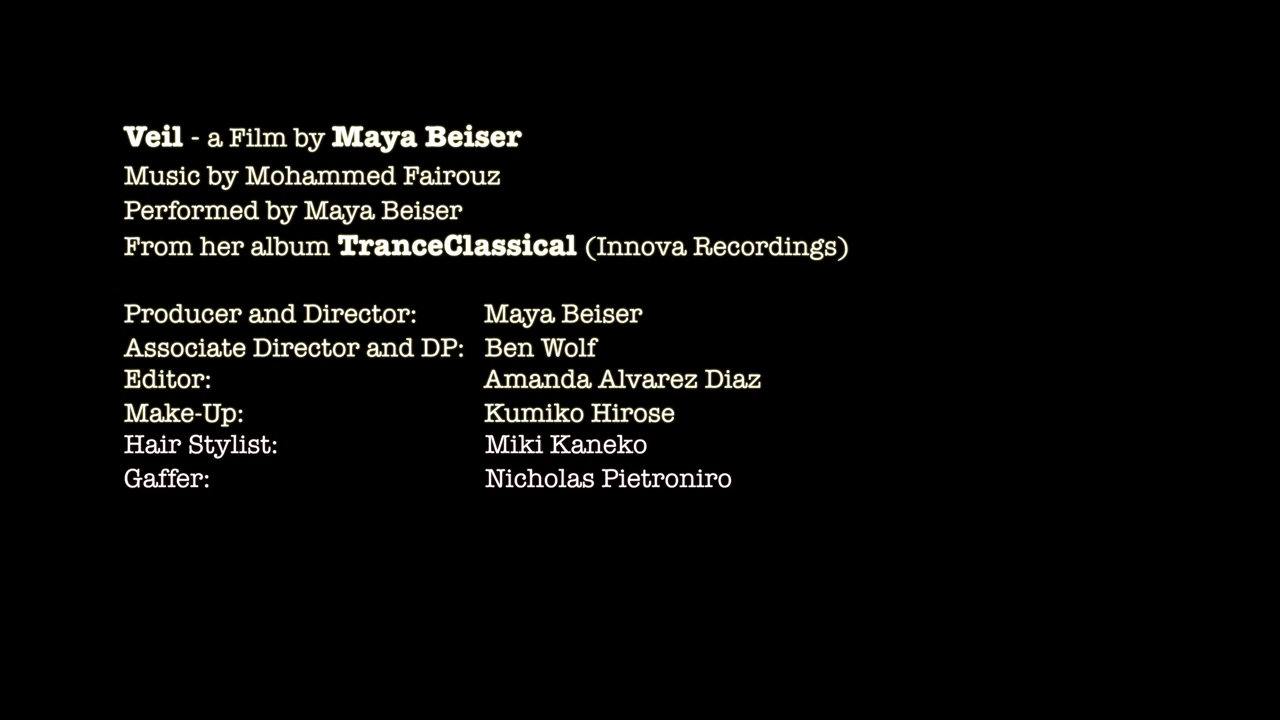 Veil - a Film by Maya Beiser
Music by Mohammed Fairouz
Performed by Maya Beiser
From her album TranceClassical (Innova Recordings)
Producer and Director: Maya Beiser
Associate Director and DP: Ben Wolf
Editor: Amanda Alvarez Diaz
Make-Up: Kumiko Hirose
Hair Stylist: Miki Kaneko
Gaffer: Nicholas Pietroniro